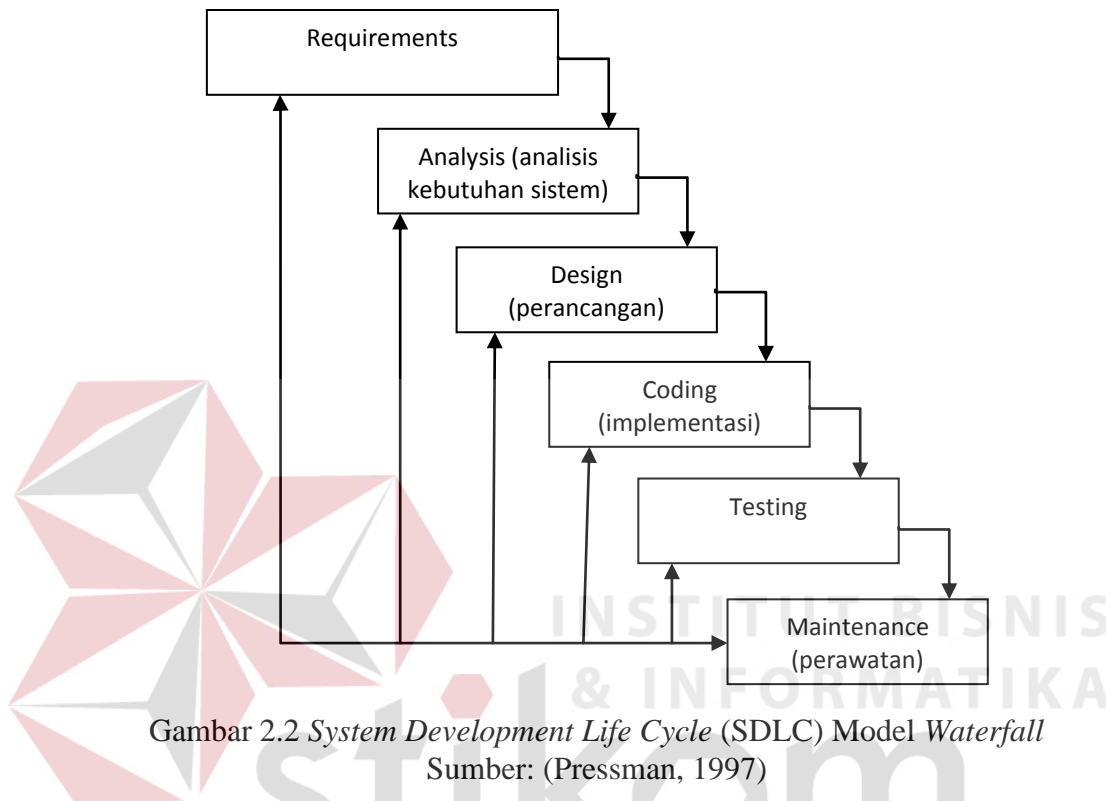 Requirements
Analysis (analisis
kebutuhan sistem)
Design
(perancangan)
Coding
(implementasi)
Testing
Maintenance
(perawatan)
INSTITUT BISNIS
& INFORMATIKA
stikom
Gambar 2.2 System Development Life Cycle (SDLC) Model Waterfall
Sumber: (Pressman, 1997)